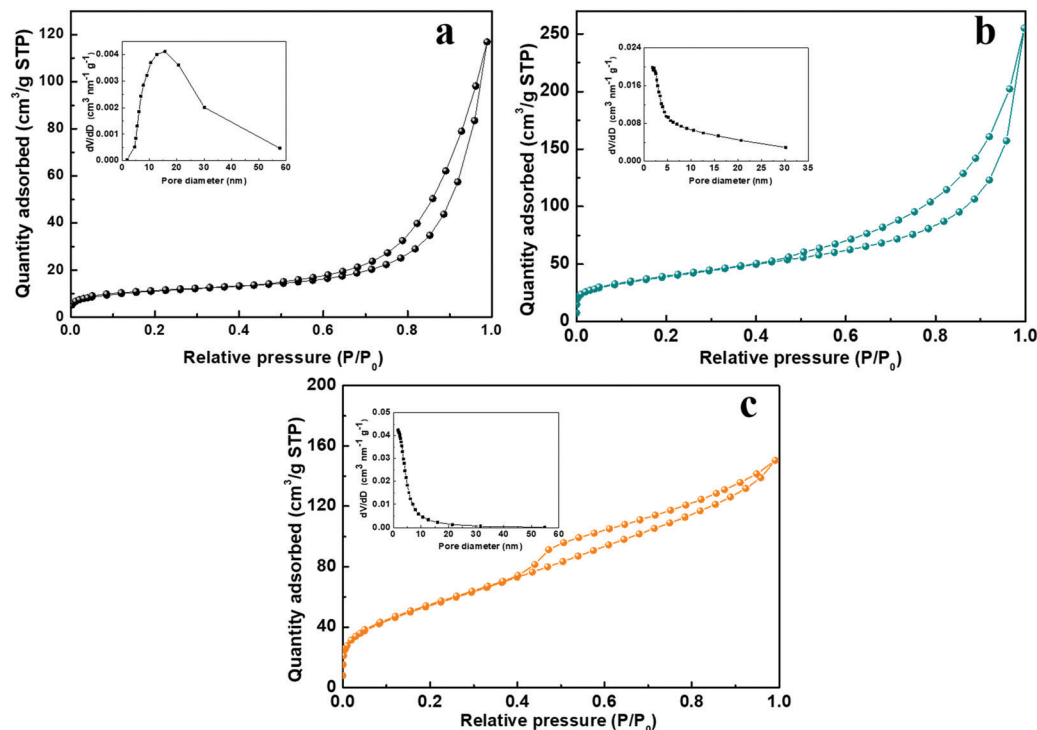 a
Quantity adsorbed (cm³/g STP)
120
100
80
60
40
20
0
0.0 0.2 0.4 0.6 0.8 1.0
Relative pressure (P/P₀)
dV/dD (cm³ nm⁻¹ g⁻¹)
0.004
0.003
0.002
0.001
0.000
0 10 20 30 40 50 60
Pore diameter (nm)
b
Quantity adsorbed (cm³/g STP)
250
200
150
100
50
0
0.0 0.2 0.4 0.6 0.8 1.0
Relative pressure (P/P₀)
dV/dD (cm³ nm⁻¹ g⁻¹)
0.024
0.016
0.008
0.000
0 5 10 15 20 25 30 35
Pore diameter (nm)
c
Quantity adsorbed (cm³/g STP)
200
160
120
80
40
0
0.0 0.2 0.4 0.6 0.8 1.0
Relative pressure (P/P₀)
dV/dD (cm³ nm⁻¹ g⁻¹)
0.05
0.04
0.03
0.02
0.01
0.00
0 10 20 30 40 50 60
Pore diameter (nm)